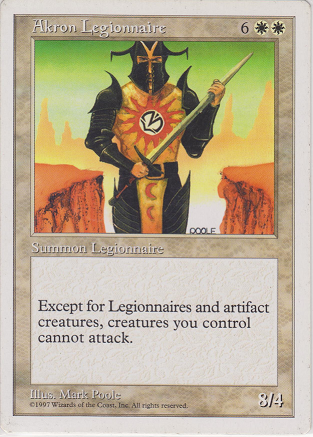 Akron Legionnaire 6
POOLE
Summon Legionnaire
Except for Legionnaires and artifact
creatures, creatures you control
cannot attack.
Illus. Mark Poole
©1997 Wizards of the Coast, Inc. All rights reserved.
8/4